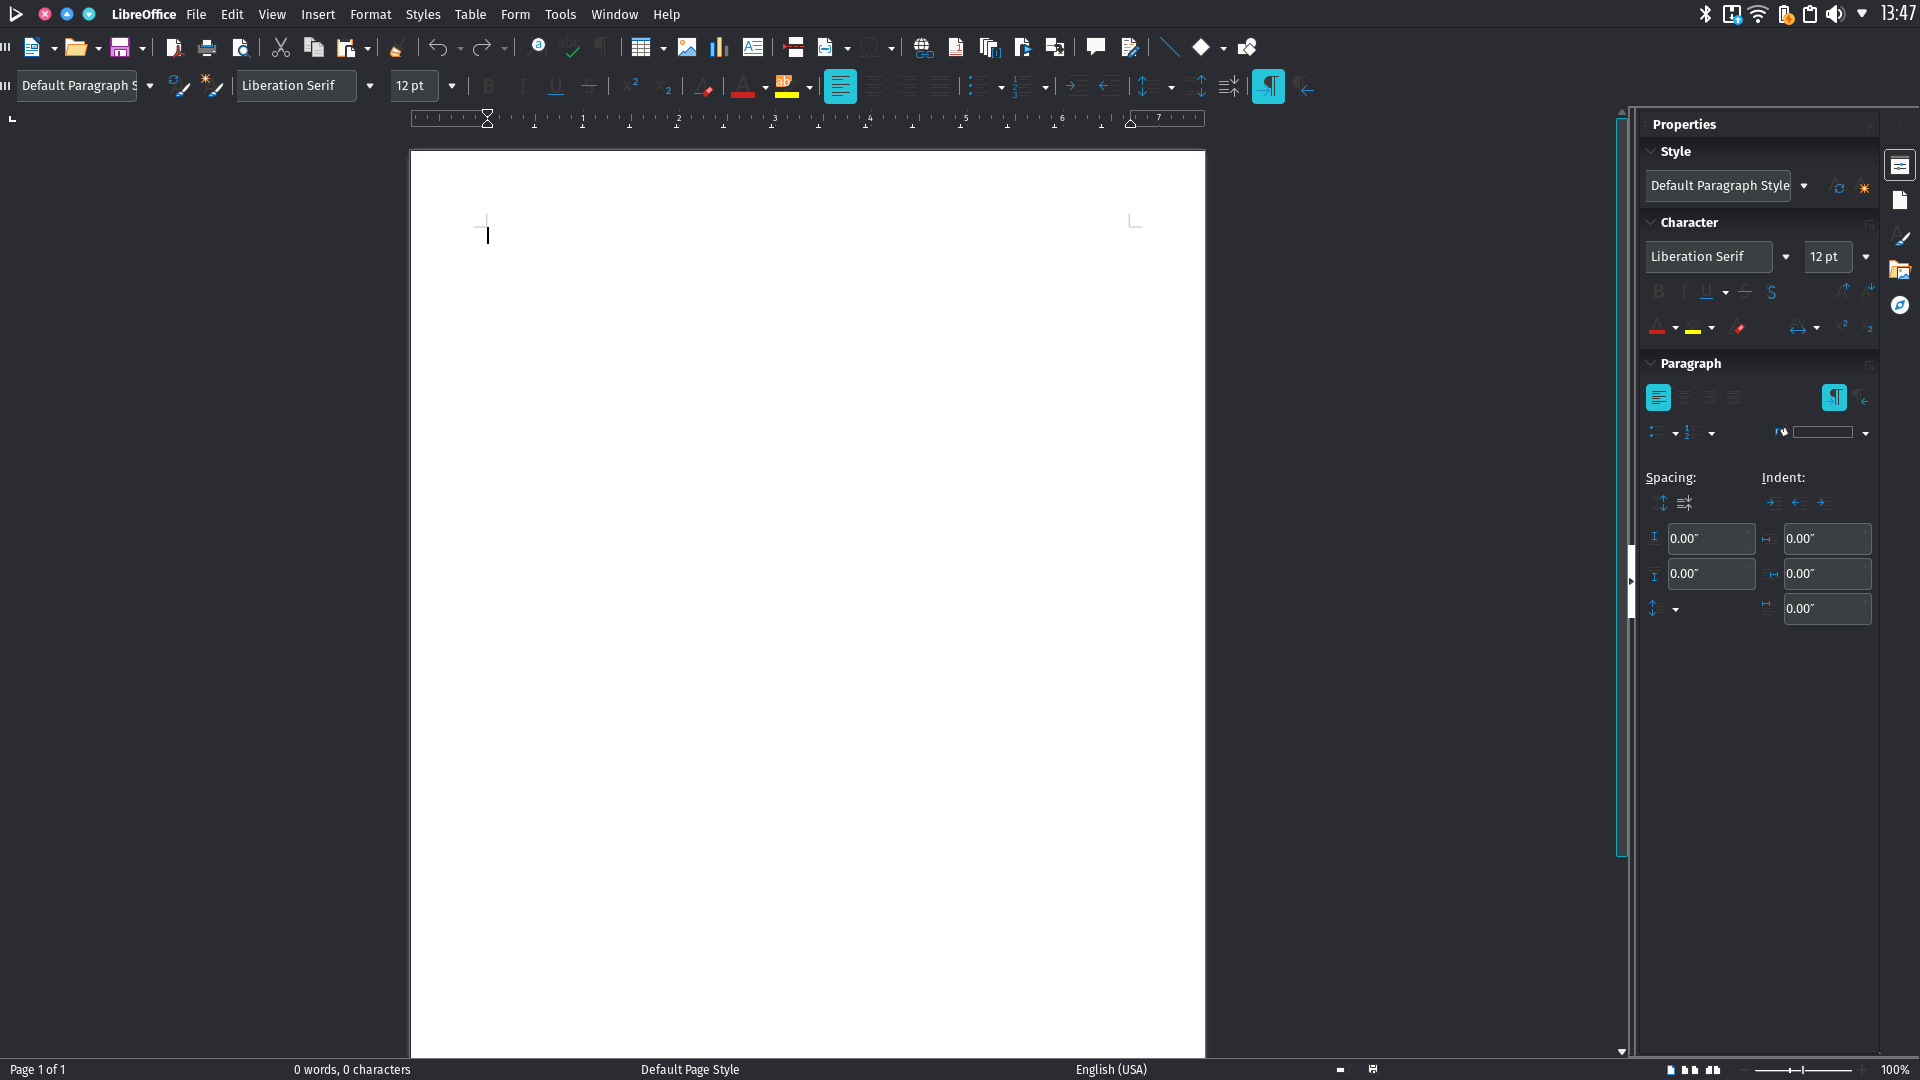 LibreOffice File Edit View Insert Format Styles Table Form Tools Window Help 13:47
Default Paragraph S Liberation Serif 12 pt
1 2 3 4 5 6 7
Properties
Style
Default Paragraph Style
Character
Liberation Serif 12 pt
Paragraph
Spacing: Indent:
0.00″ 0.00″
0.00″ 0.00″
0.00″
Page 1 of 1 0 words, 0 characters Default Page Style English (USA) 100%